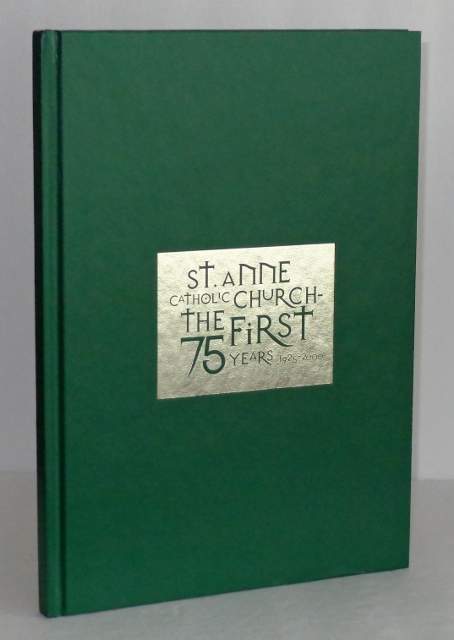 ST. ANNE
CATHOLIC CHURCH-
THE FIRST
75 YEARS 1925-2000